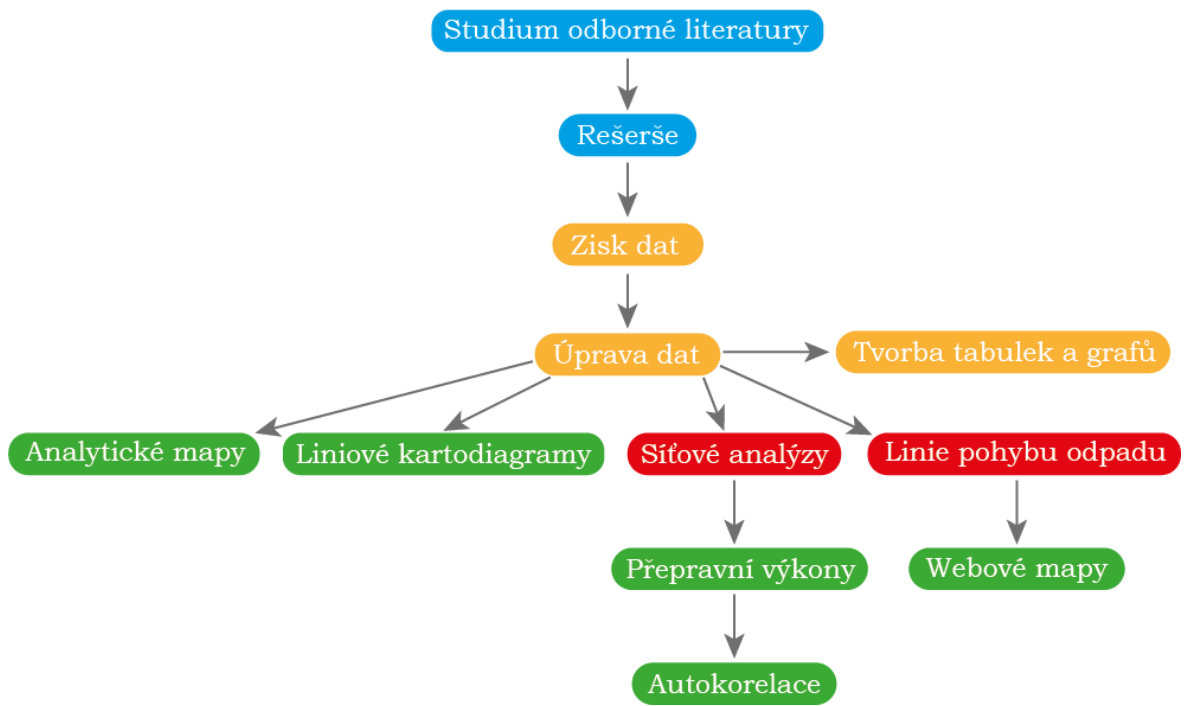 Studium odborné literatury
Rešerše
Zisk dat
Úprava dat
Tvorba tabulek a grafů
Analytické mapy
Liniové kartodiagramy
Síťové analýzy
Linie pohybu odpadu
Přepravní výkony
Webové mapy
Autokorelace